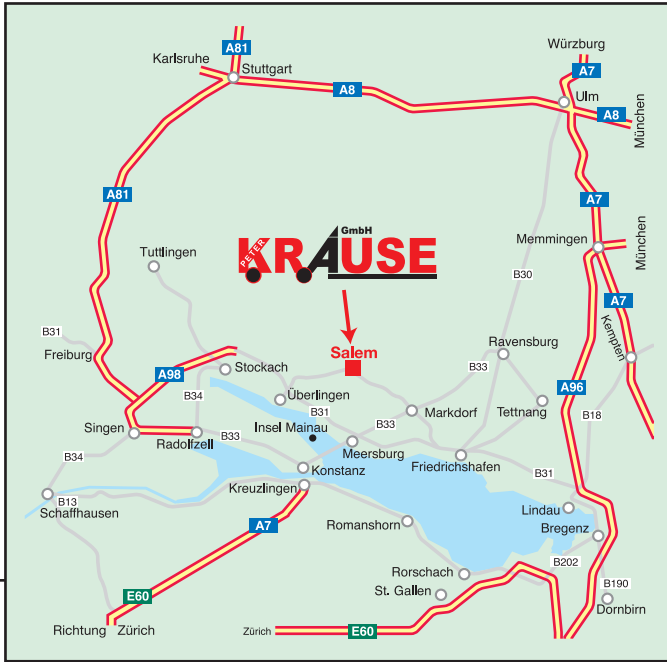 A81
Karlsruhe
Stuttgart
Würzburg
A7
A8
Ulm
A8
München
A81
A7
GmbH
PETER
KRAUSE
Memmingen
München
Tuttlingen
B30
A7
Kempten
B31
Freiburg
Salem
Ravensburg
A98
Stockach
B33
A96
B34
Überlingen
B31
Markdorf
Tettnang
B18
Insel Mainau
B33
Singen
Radolfzell
B33
Meersburg
B34
Konstanz
Friedrichshafen
B31
Kreuzlingen
B13
Schaffhausen
Lindau
A7
Romanshorn
Bregenz
B202
Rorschach
B190
St. Gallen
E60
Dornbirn
Richtung Zürich
Zürich
E60